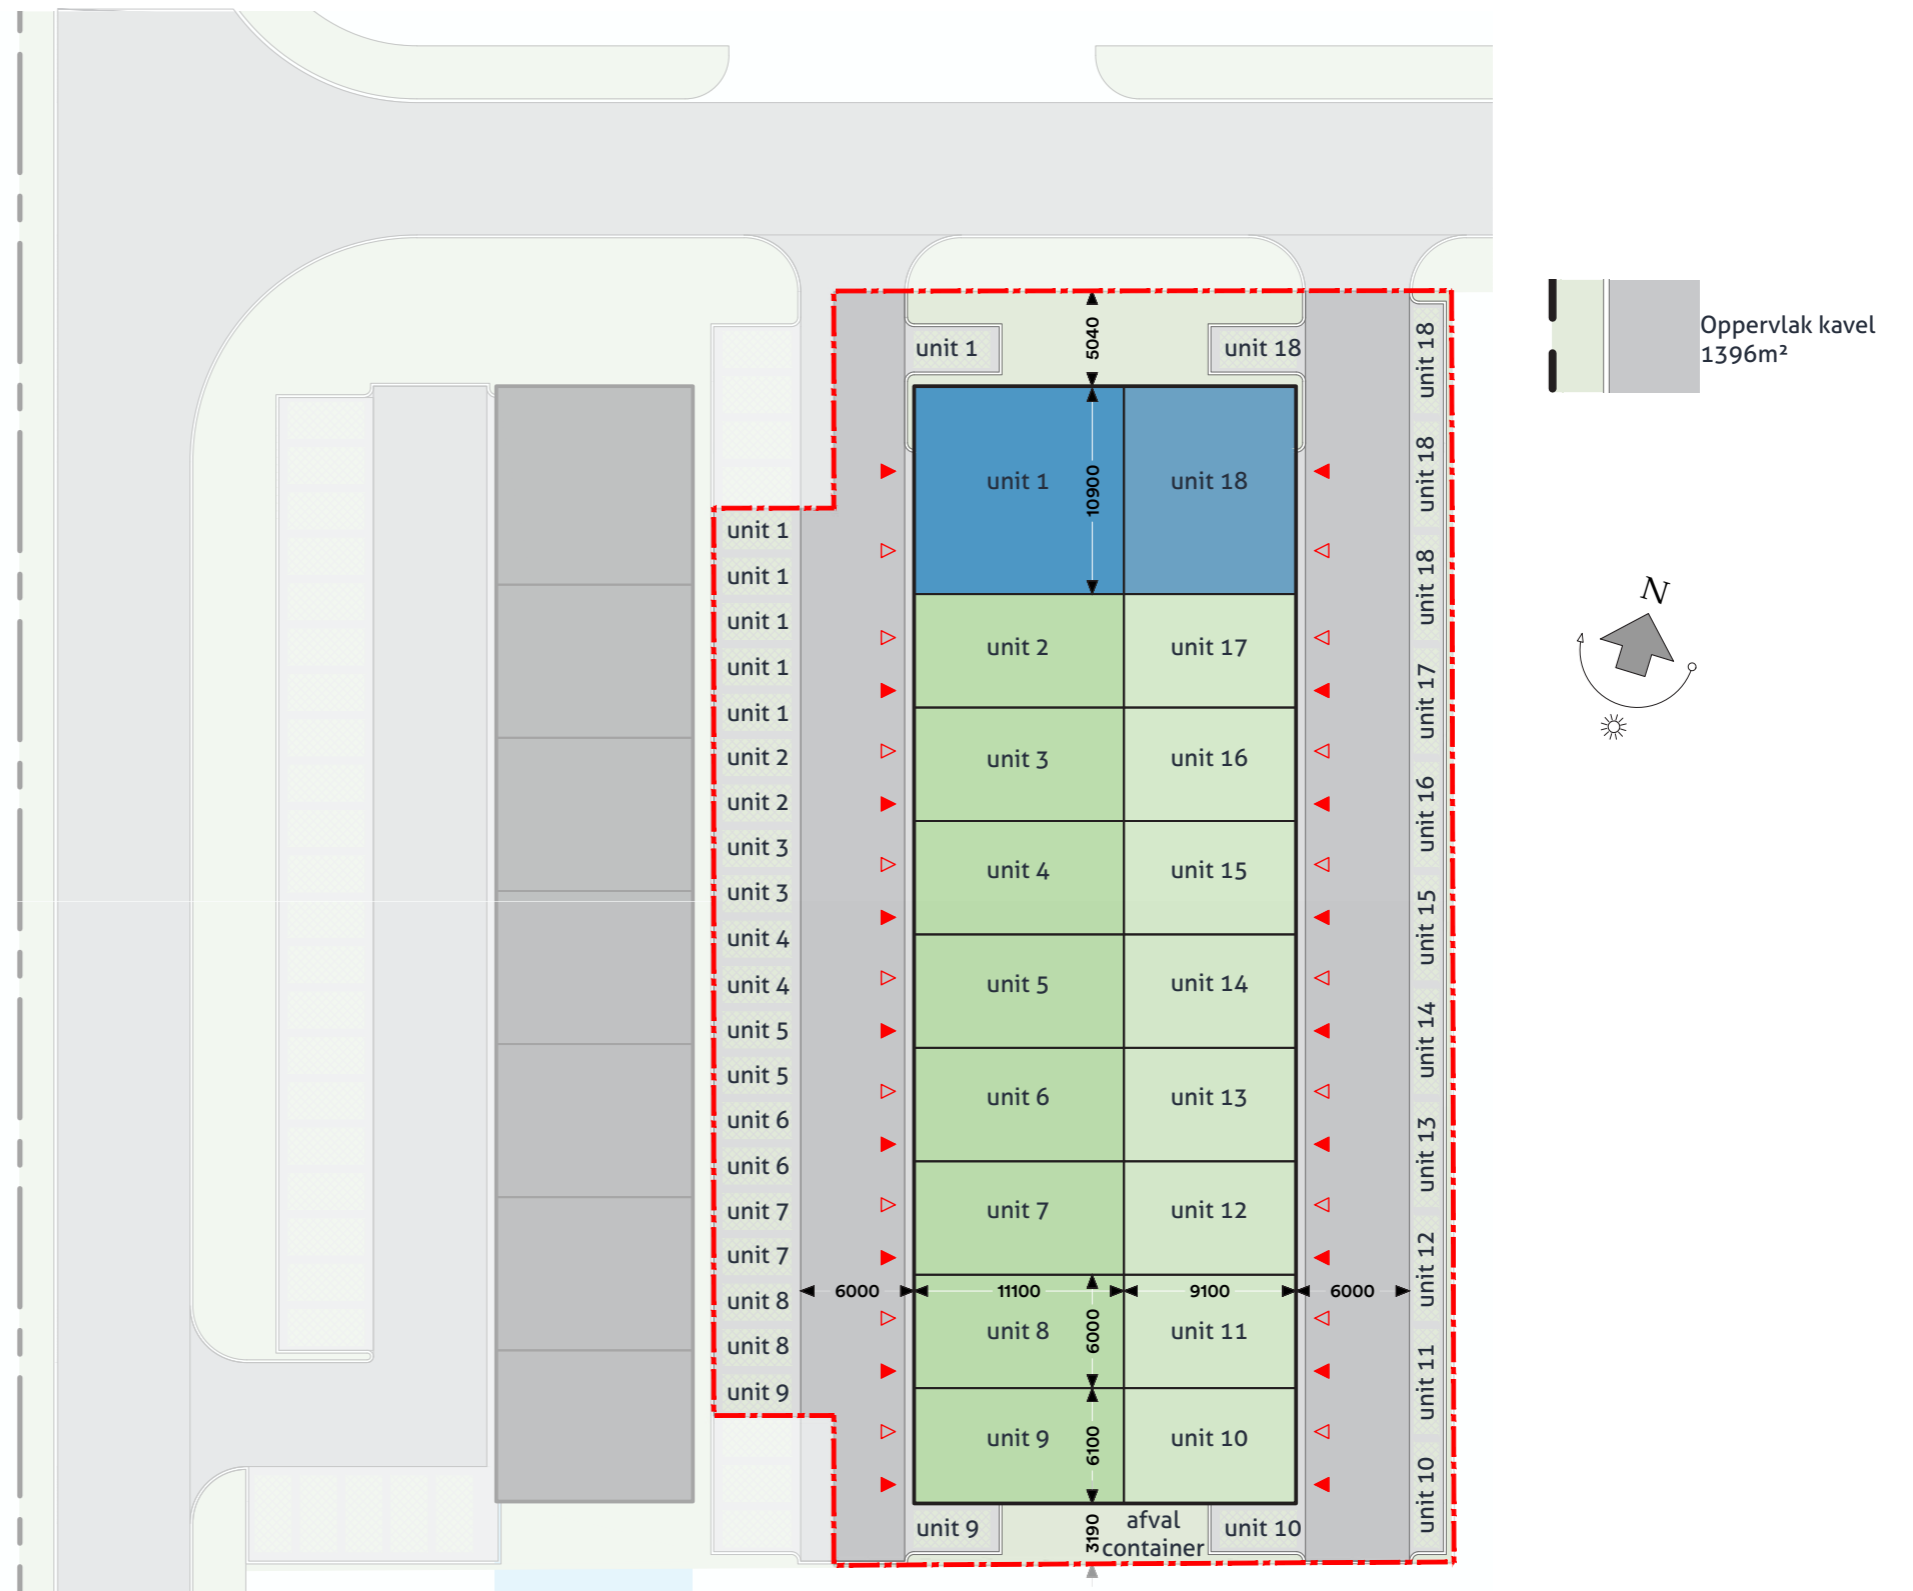 unit 1
5040
unit 18
unit 18
Oppervlak kavel
1396m²
unit 1
10900
unit 18
unit 18
unit 1
unit 1
unit 18
N
unit 1
unit 2
unit 17
unit 1
unit 17
unit 1
unit 2
unit 3
unit 16
unit 2
unit 16
unit 3
unit 4
unit 15
unit 3
unit 15
unit 4
unit 5
unit 14
unit 4
unit 14
unit 5
unit 5
unit 6
unit 13
unit 6
unit 13
unit 6
unit 7
unit 12
unit 7
unit 12
unit 7
6000
11100
9100
6000
unit 8
unit 8
6000
unit 11
unit 8
unit 11
unit 9
unit 9
6100
unit 10
unit 10
unit 9
3190
afval
container
unit 10